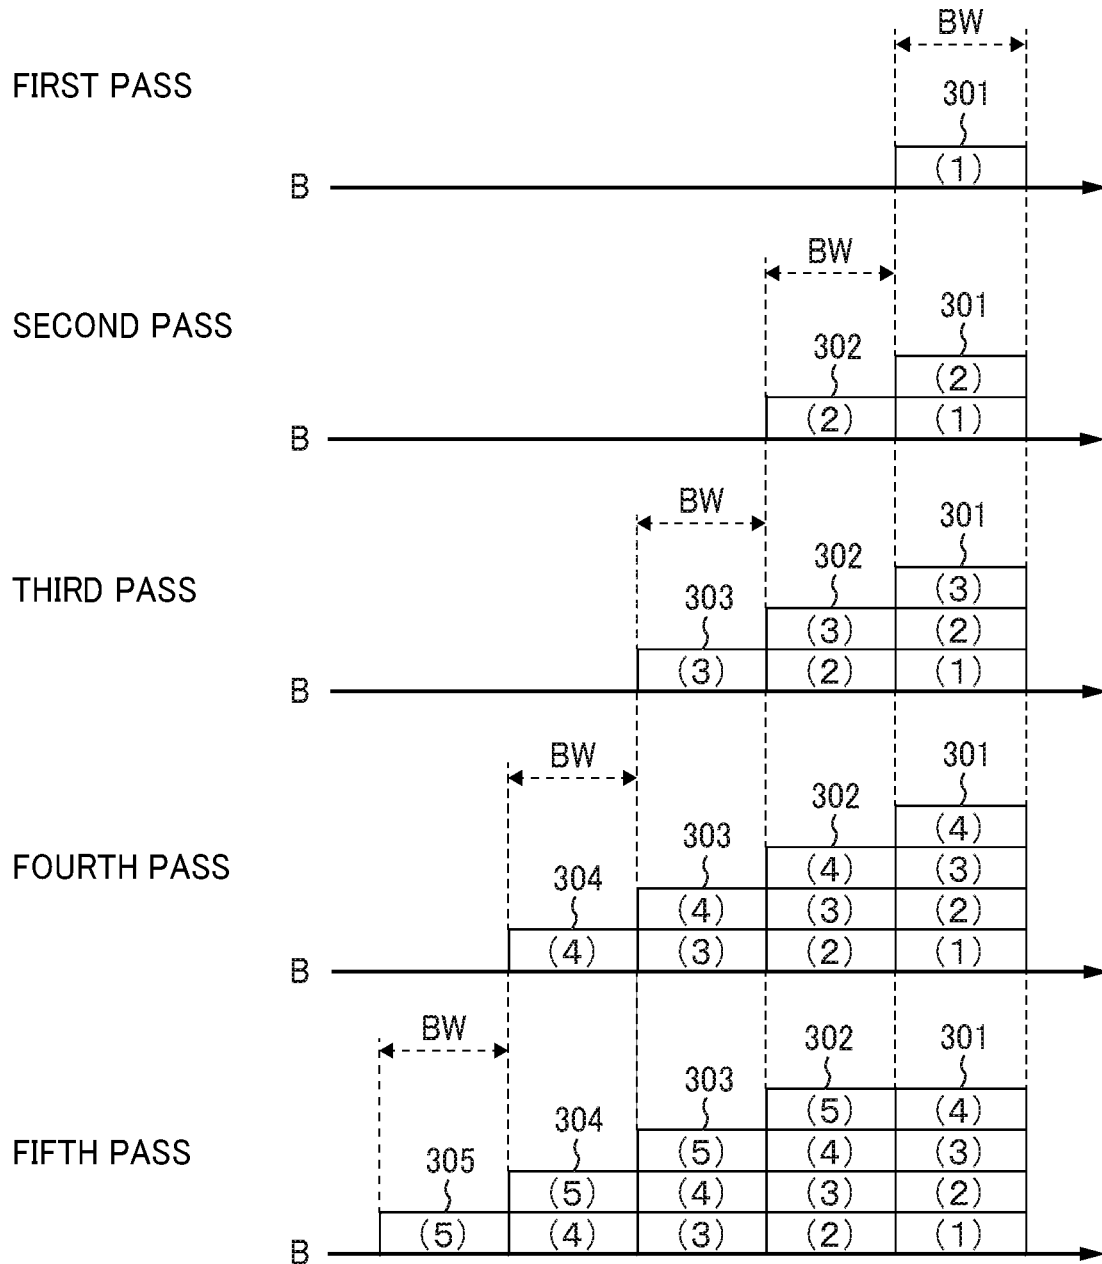 BW
FIRST PASS
301
(1)
B
BW
SECOND PASS
301
302
(2)
(2) (1)
B
BW
THIRD PASS
301
302
303
(3)
(3) (2)
(3) (2) (1)
B
BW
FOURTH PASS
301
302
303
304
(4)
(4) (3)
(4) (3) (2)
(4) (3) (2) (1)
B
BW
FIFTH PASS
302 301
303
304
305
(5) (4)
(5) (4) (3)
(5) (4) (3) (2)
(5) (4) (3) (2) (1)
B